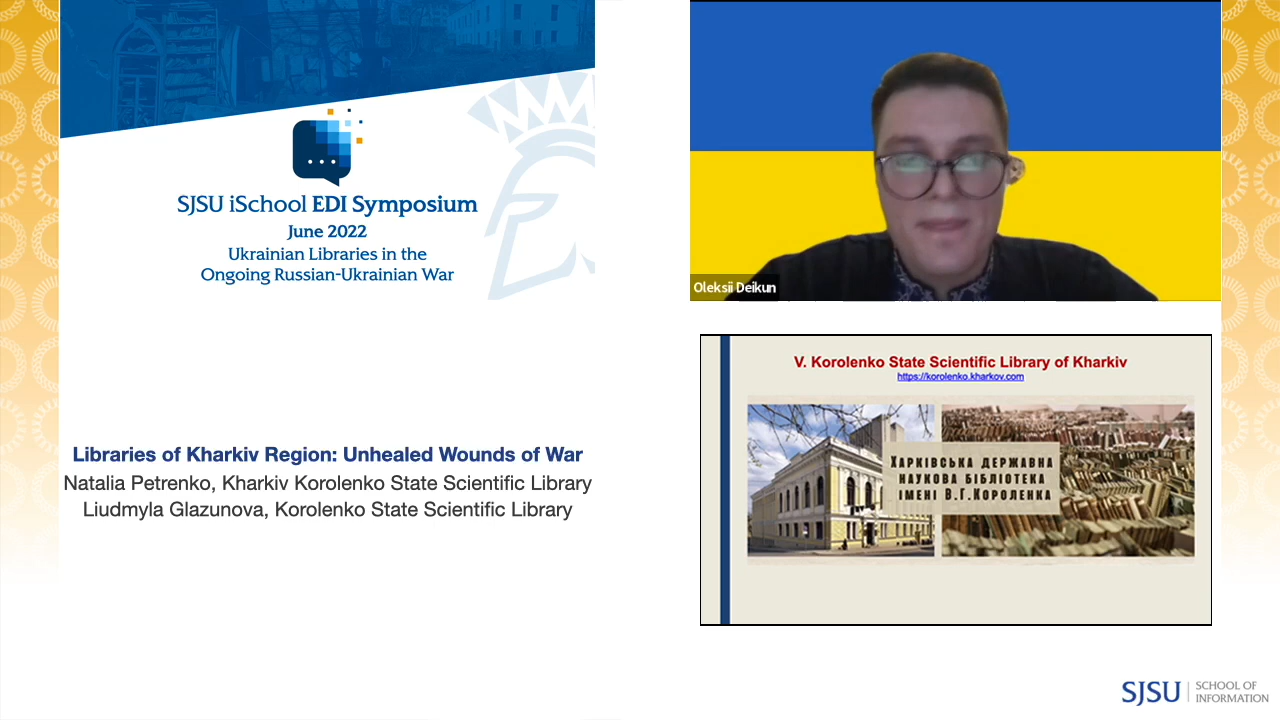 SJSU iSchool EDI Symposium
June 2022
Ukrainian Libraries in the
Ongoing Russian-Ukrainian War
Libraries of Kharkiv Region: Unhealed Wounds of War
Natalia Petrenko, Kharkiv Korolenko State Scientific Library
Liudmyla Glazunova, Korolenko State Scientific Library
Oleksii Deikun
V. Korolenko State Scientific Library of Kharkiv
https://korolenko.kharkov.com
Харківська державна
наукова бібліотека
імені В.Г.Короленка
SJSU SCHOOL OF
INFORMATION